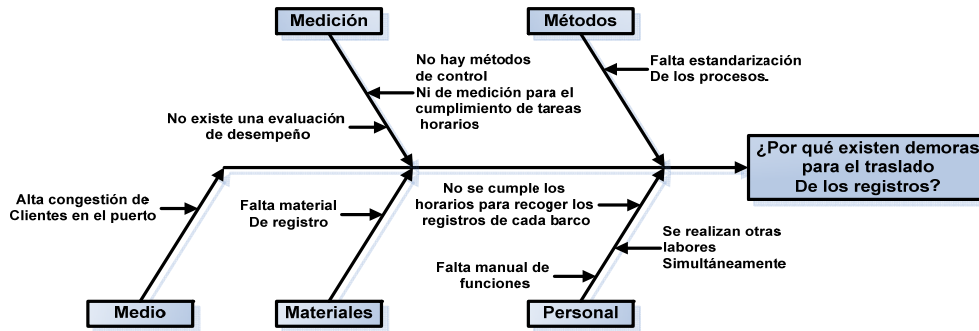 Medición
Métodos
No hay métodos
de control
Ni de medición para el
cumplimiento de tareas
horarios
Falta estandarización
De los procesos.
No existe una evaluación
de desempeño
¿Por qué existen demoras
para el traslado
De los registros?
Alta congestión de
Clientes en el puerto
Falta material
De registro
No se cumple los
horarios para recoger los
registros de cada barco
Se realizan otras
labores
Simultáneamente
Falta manual de
funciones
Medio
Materiales
Personal